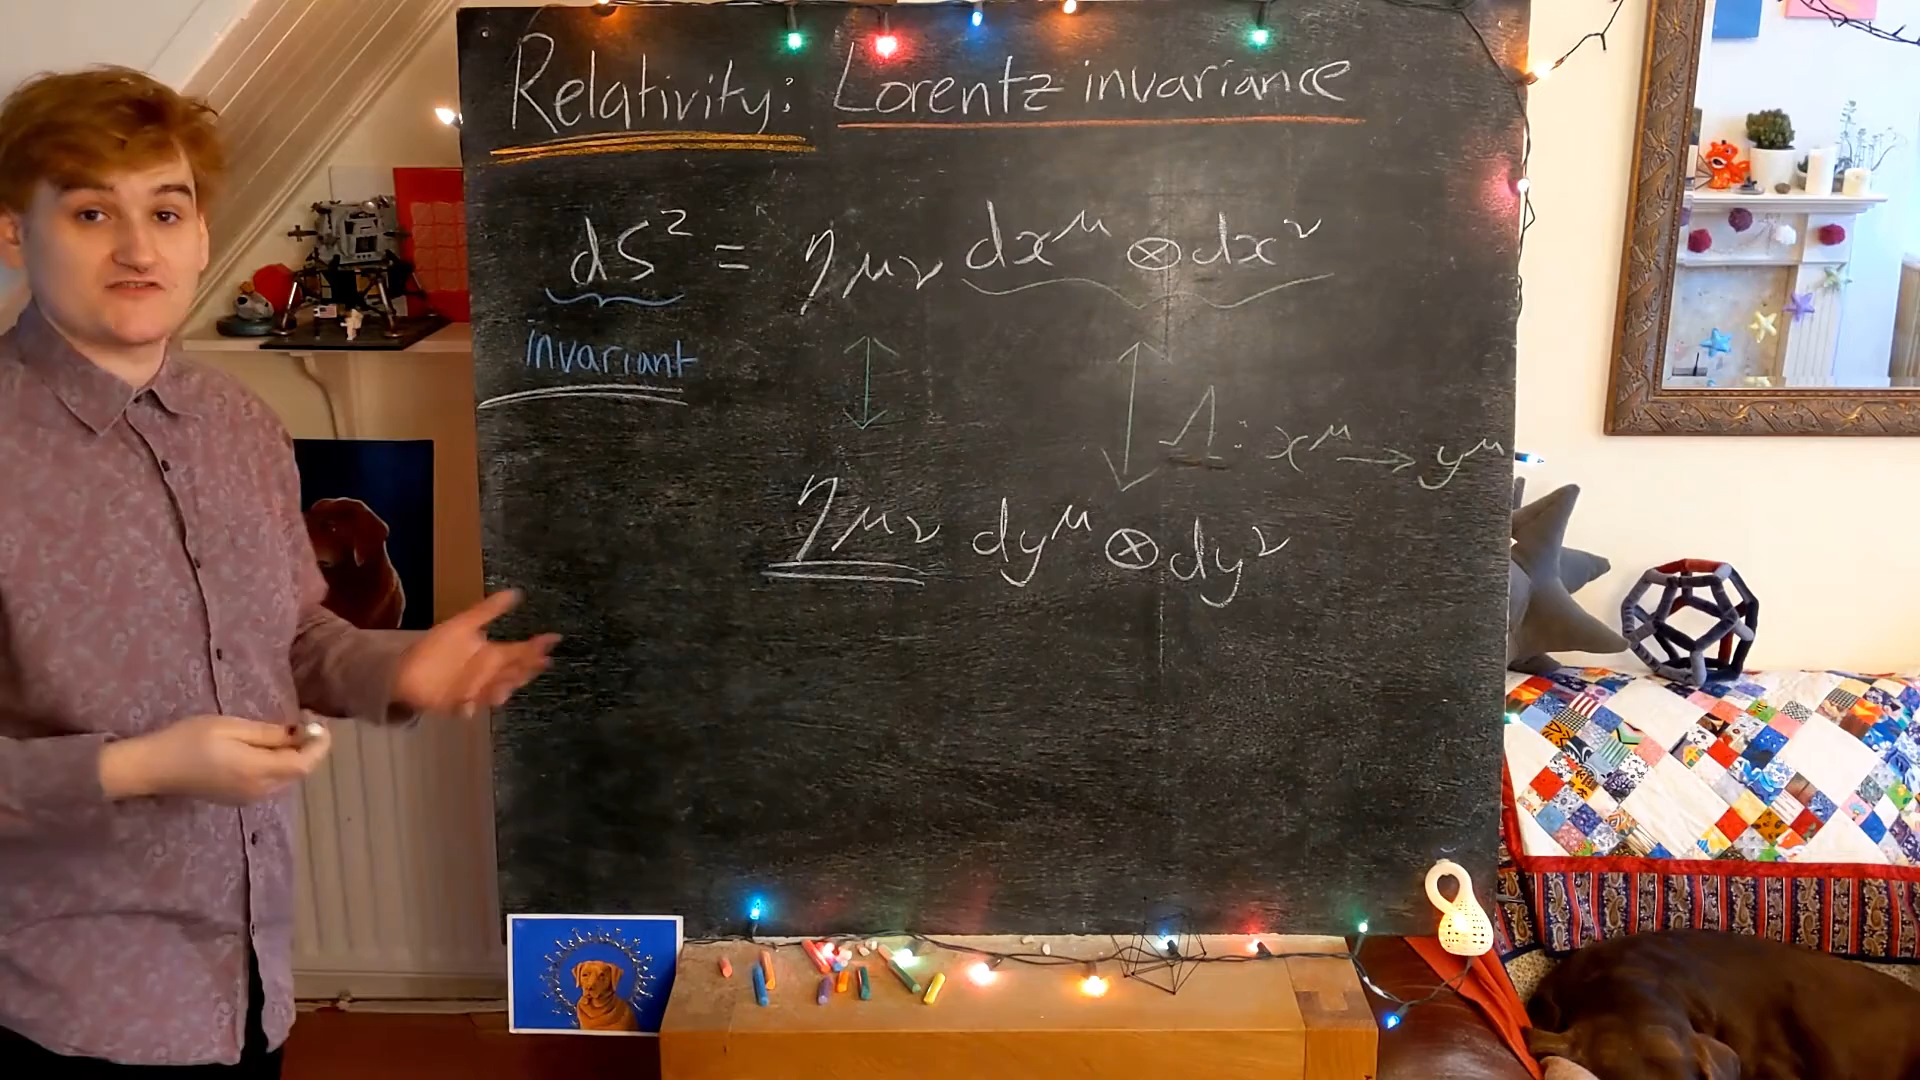 Relativity: Lorentz invariance
dS² = ημν dx^μ ⊗ dx^ν
invariant
Λ: x^μ → y^μ
ημν dy^μ ⊗ dy^ν